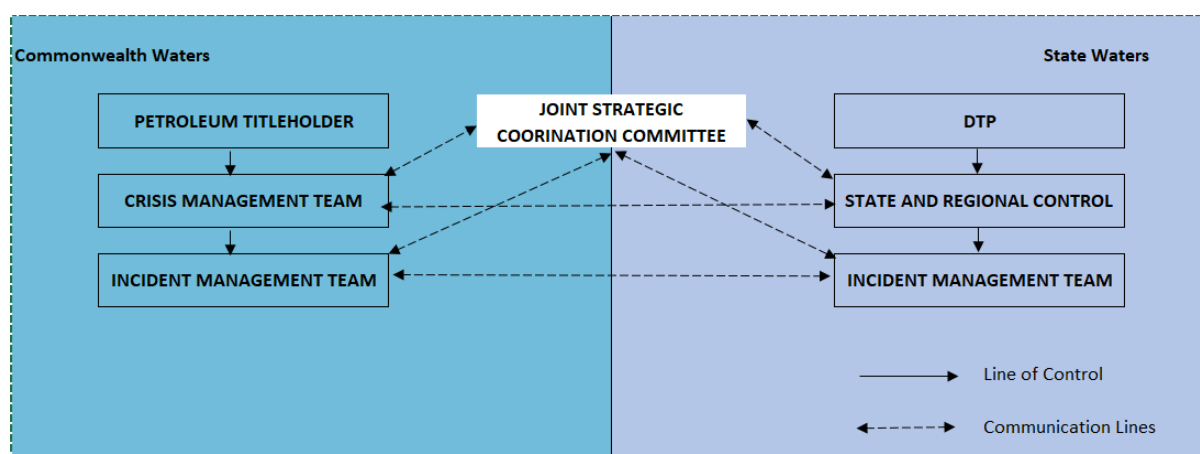 Commonwealth Waters
State Waters
PETROLEUM TITLEHOLDER
JOINT STRATEGIC
COORINATION COMMITTEE
DTP
CRISIS MANAGEMENT TEAM
STATE AND REGIONAL CONTROL
INCIDENT MANAGEMENT TEAM
INCIDENT MANAGEMENT TEAM
Line of Control
Communication Lines